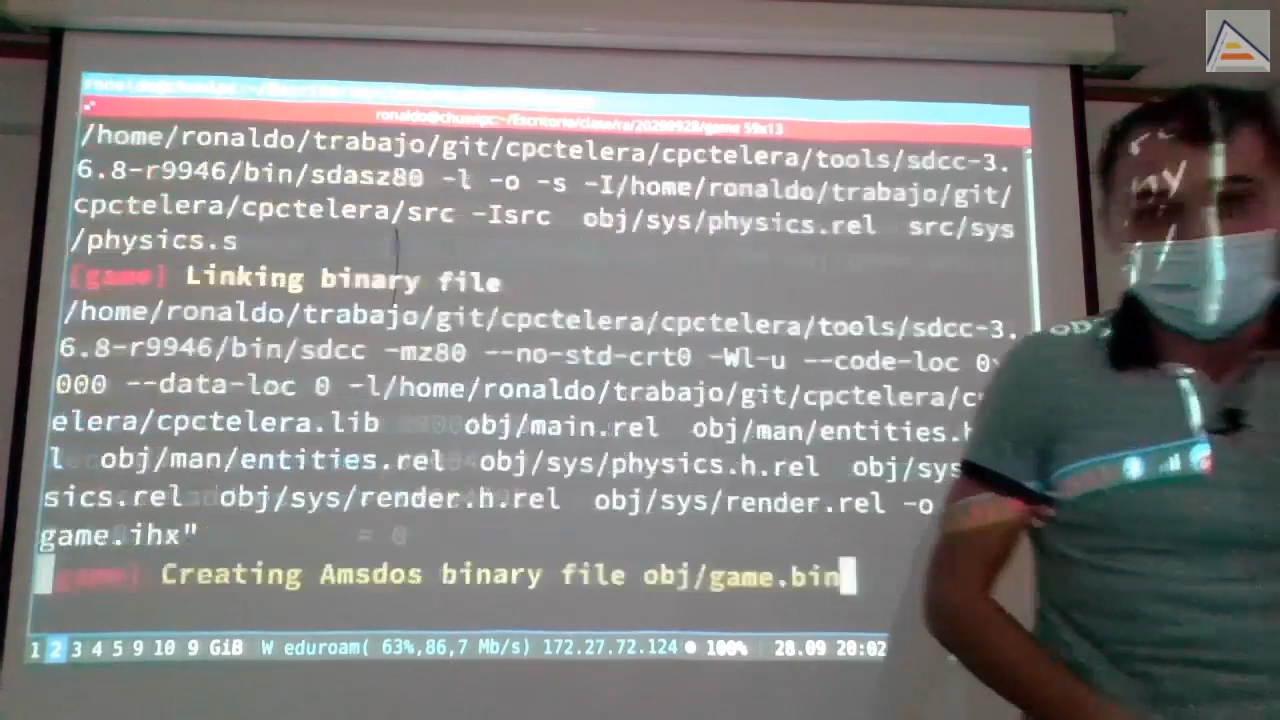 ronaldo@chuwipc:~/Escritorio/clase/ra/20200928/game 59x13
/home/ronaldo/trabajo/git/cpctelera/cpctelera/tools/sdcc-3.
6.8-r9946/bin/sdasz80 -l -o -s -I/home/ronaldo/trabajo/git/
cpctelera/cpctelera/src -Isrc obj/sys/physics.rel src/sys
/physics.s
[game] Linking binary file
/home/ronaldo/trabajo/git/cpctelera/cpctelera/tools/sdcc-3.
6.8-r9946/bin/sdcc -mz80 --no-std-crt0 -Wl-u --code-loc 0x
000 --data-loc 0 -l/home/ronaldo/trabajo/git/cpctelera/c
elera/cpctelera.lib obj/main.rel obj/man/entities.h
l obj/man/entities.rel obj/sys/physics.h.rel obj/sys
sics.rel obj/sys/render.h.rel obj/sys/render.rel -o
game.ihx"
[game] Creating Amsdos binary file obj/game.bin
1 2 3 4 5 9 10 9 GiB W eduroam( 63%,86,7 Mb/s) 172.27.72.124 100% 28.09 20:02